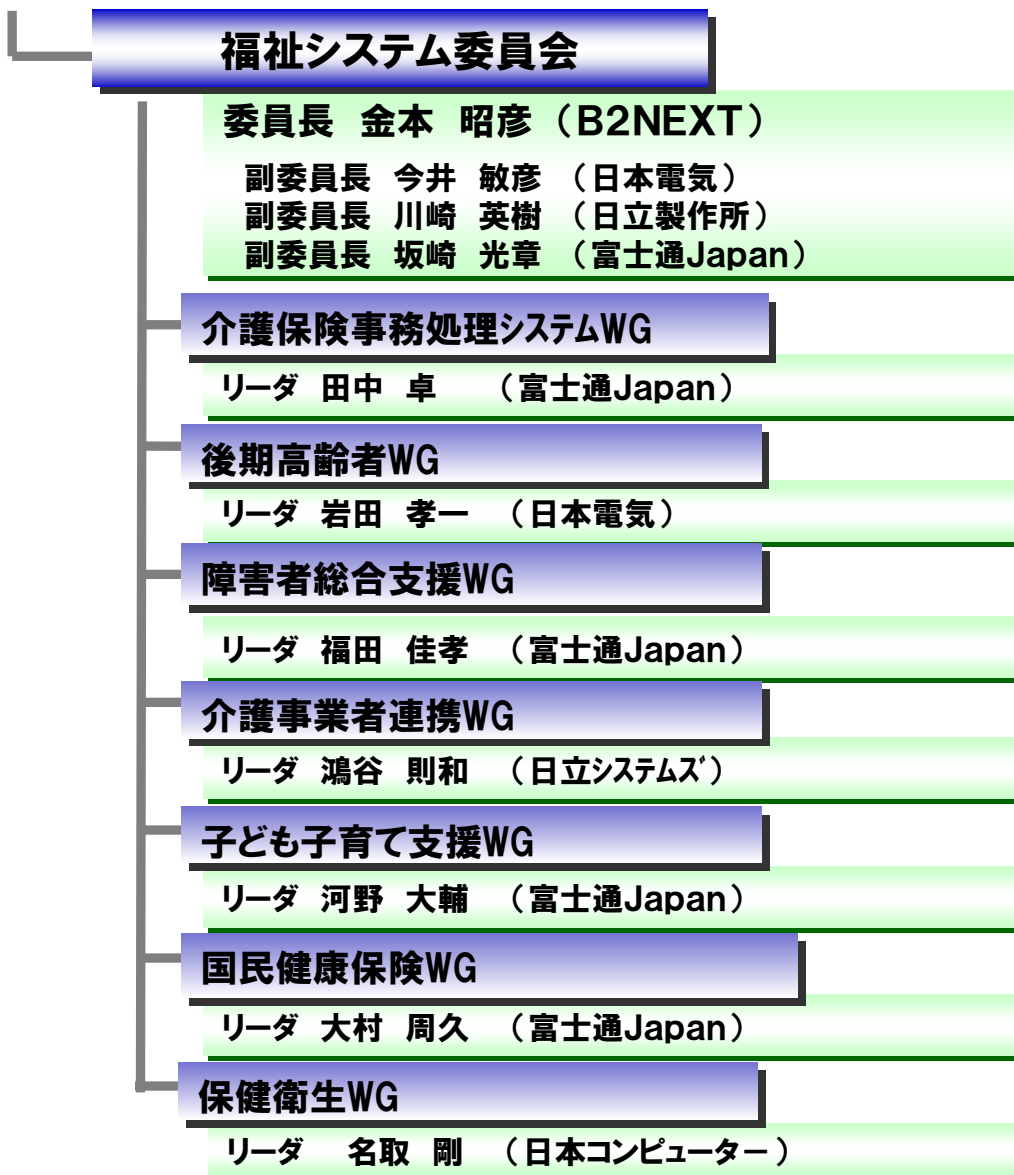 福祉システム委員会
委員長 金本 昭彦 （B2NEXT）
副委員長 今井 敏彦 （日本電気）
副委員長 川崎 英樹 （日立製作所）
副委員長 坂崎 光章 （富士通Japan）
介護保険事務処理ｼｽﾃﾑWG
リーダ 田中 卓 （富士通Japan）
後期高齢者WG
リーダ 岩田 孝一 （日本電気）
障害者総合支援WG
リーダ 福田 佳孝 （富士通Japan）
介護事業者連携WG
リーダ 鴻谷 則和 （日立ｼｽﾃﾑｽﾞ）
子ども子育て支援WG
リーダ 河野 大輔 （富士通Japan）
国民健康保険WG
リーダ 大村 周久 （富士通Japan）
保健衛生WG
リーダ 名取 剛 （日本コンピューター）